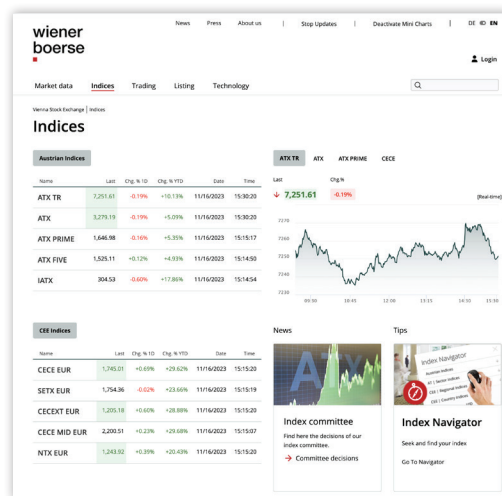 wiener
boerse
News Press About us | Stop Updates | Deactivate Mini Charts | DE EN
Login
Market data Indices Trading Listing Technology
Vienna Stock Exchange | Indices
Indices
Austrian Indices
Name Last Chg. % 1D Chg. % YTD Date Time
ATX TR 7,251.61 -0.19% +10.13% 11/16/2023 15:30:20
ATX 3,279.19 -0.19% +5.09% 11/16/2023 15:30:20
ATX PRIME 1,646.98 -0.16% +5.35% 11/16/2023 15:15:17
ATX FIVE 1,525.11 +0.12% +4.93% 11/16/2023 15:14:50
IATX 304.53 -0.60% +17.86% 11/16/2023 15:14:54
ATX TR ATX ATX PRIME CECE
Last Chg.%
7,251.61 -0.19% [Real-time]
7270
7260
7250
7240
7230
09:30 10:45 12:00 13:15 14:30 15:30
CEE Indices
Name Last Chg. % 1D Chg. % YTD Date Time
CECE EUR 1,745.01 +0.69% +29.62% 11/16/2023 15:15:20
SETX EUR 1,754.36 -0.02% +23.66% 11/16/2023 15:15:19
CECEXT EUR 1,205.18 +0.60% +28.88% 11/16/2023 15:15:20
CECE MID EUR 2,200.51 +0.23% +29.68% 11/16/2023 15:15:07
NTX EUR 1,243.92 +0.39% +20.43% 11/16/2023 15:15:20
News
ATX
Index committee
Find here the decisions of our
index committee.
Committee decisions
Tips
Index Navigator
Austrian Indices
Sector Indices
Regional Indices
Country Indices
Index Navigator
Seek and find your index
Go To Navigator